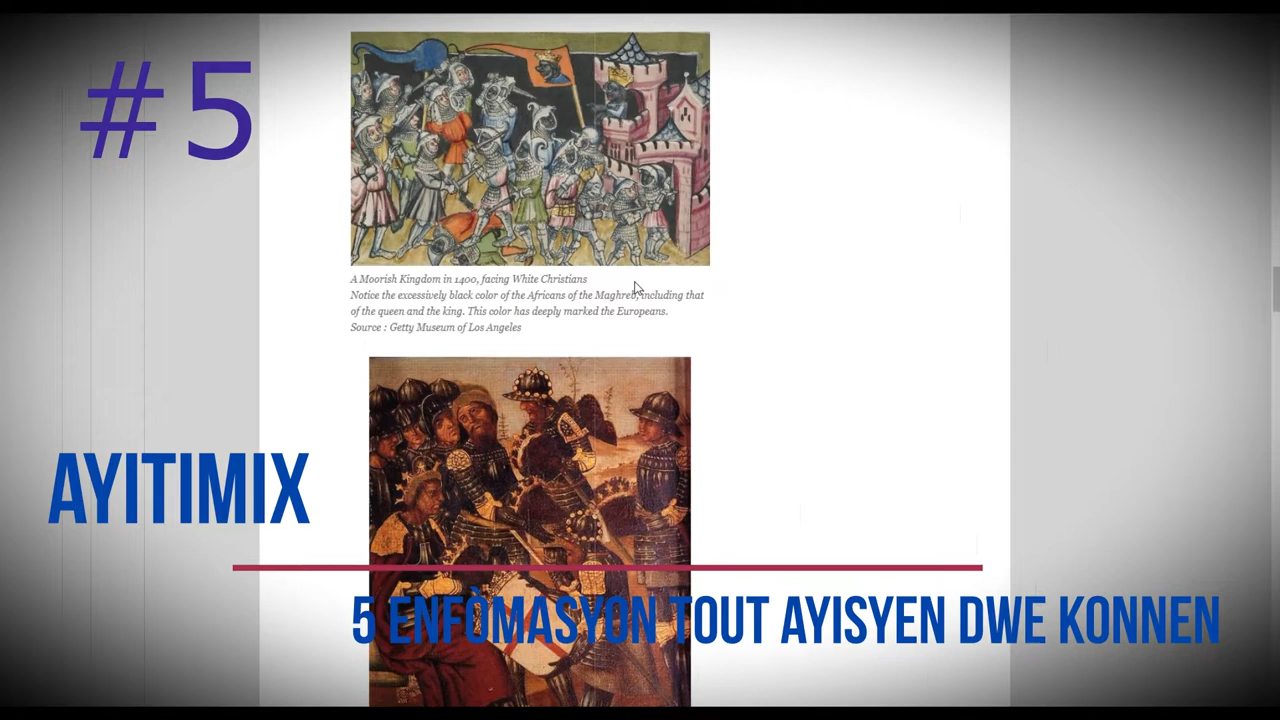 #5
A Moorish Kingdom in 1400, facing White Christians
Notice the excessively black color of the Africans of the Maghreb, including that
of the queen and the king. This color has deeply marked the Europeans.
Source : Getty Museum of Los Angeles
AYITIMIX
5 ENFÒMASYON TOUT AYISYEN DWE KONNEN